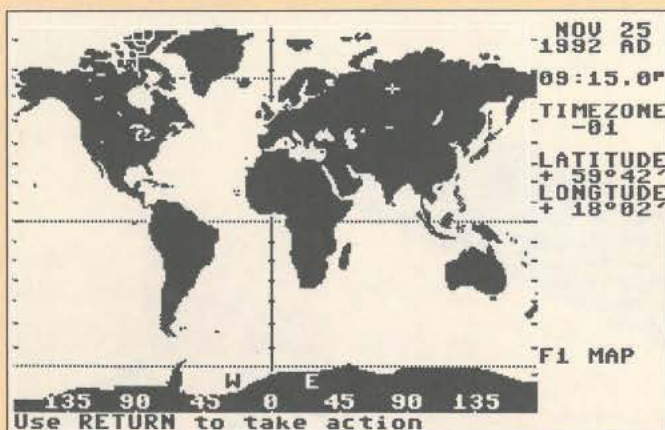 NOV 25
1992 AD
09:15.0P
TIMEZONE
-01
LATITUDE
+ 59°42'
LONGTUDE
+ 18°02'
F1 MAP
W E
135 90 45 0 45 90 135
Use RETURN to take action